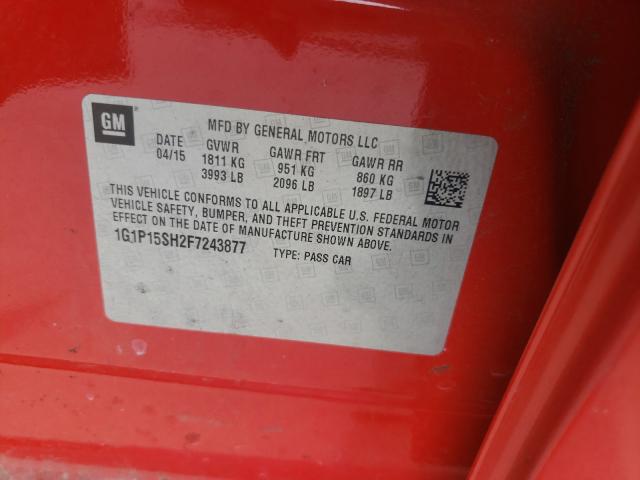 GM
MFD BY GENERAL MOTORS LLC
DATE GVWR GAWR FRT GAWR RR
04/15 1811 KG 951 KG 860 KG
3993 LB 2096 LB 1897 LB
THIS VEHICLE CONFORMS TO ALL APPLICABLE U.S. FEDERAL MOTOR
VEHICLE SAFETY, BUMPER, AND THEFT PREVENTION STANDARDS IN
EFFECT ON THE DATE OF MANUFACTURE SHOWN ABOVE.
1G1P15SH2F7243877 TYPE: PASS CAR